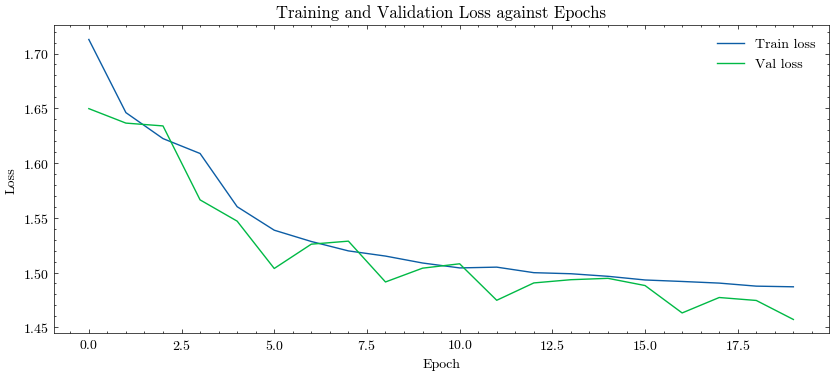 Training and Validation Loss against Epochs
Train loss
Val loss
1.70
1.65
1.60
1.55
1.50
1.45
Loss
0.0 2.5 5.0 7.5 10.0 12.5 15.0 17.5
Epoch